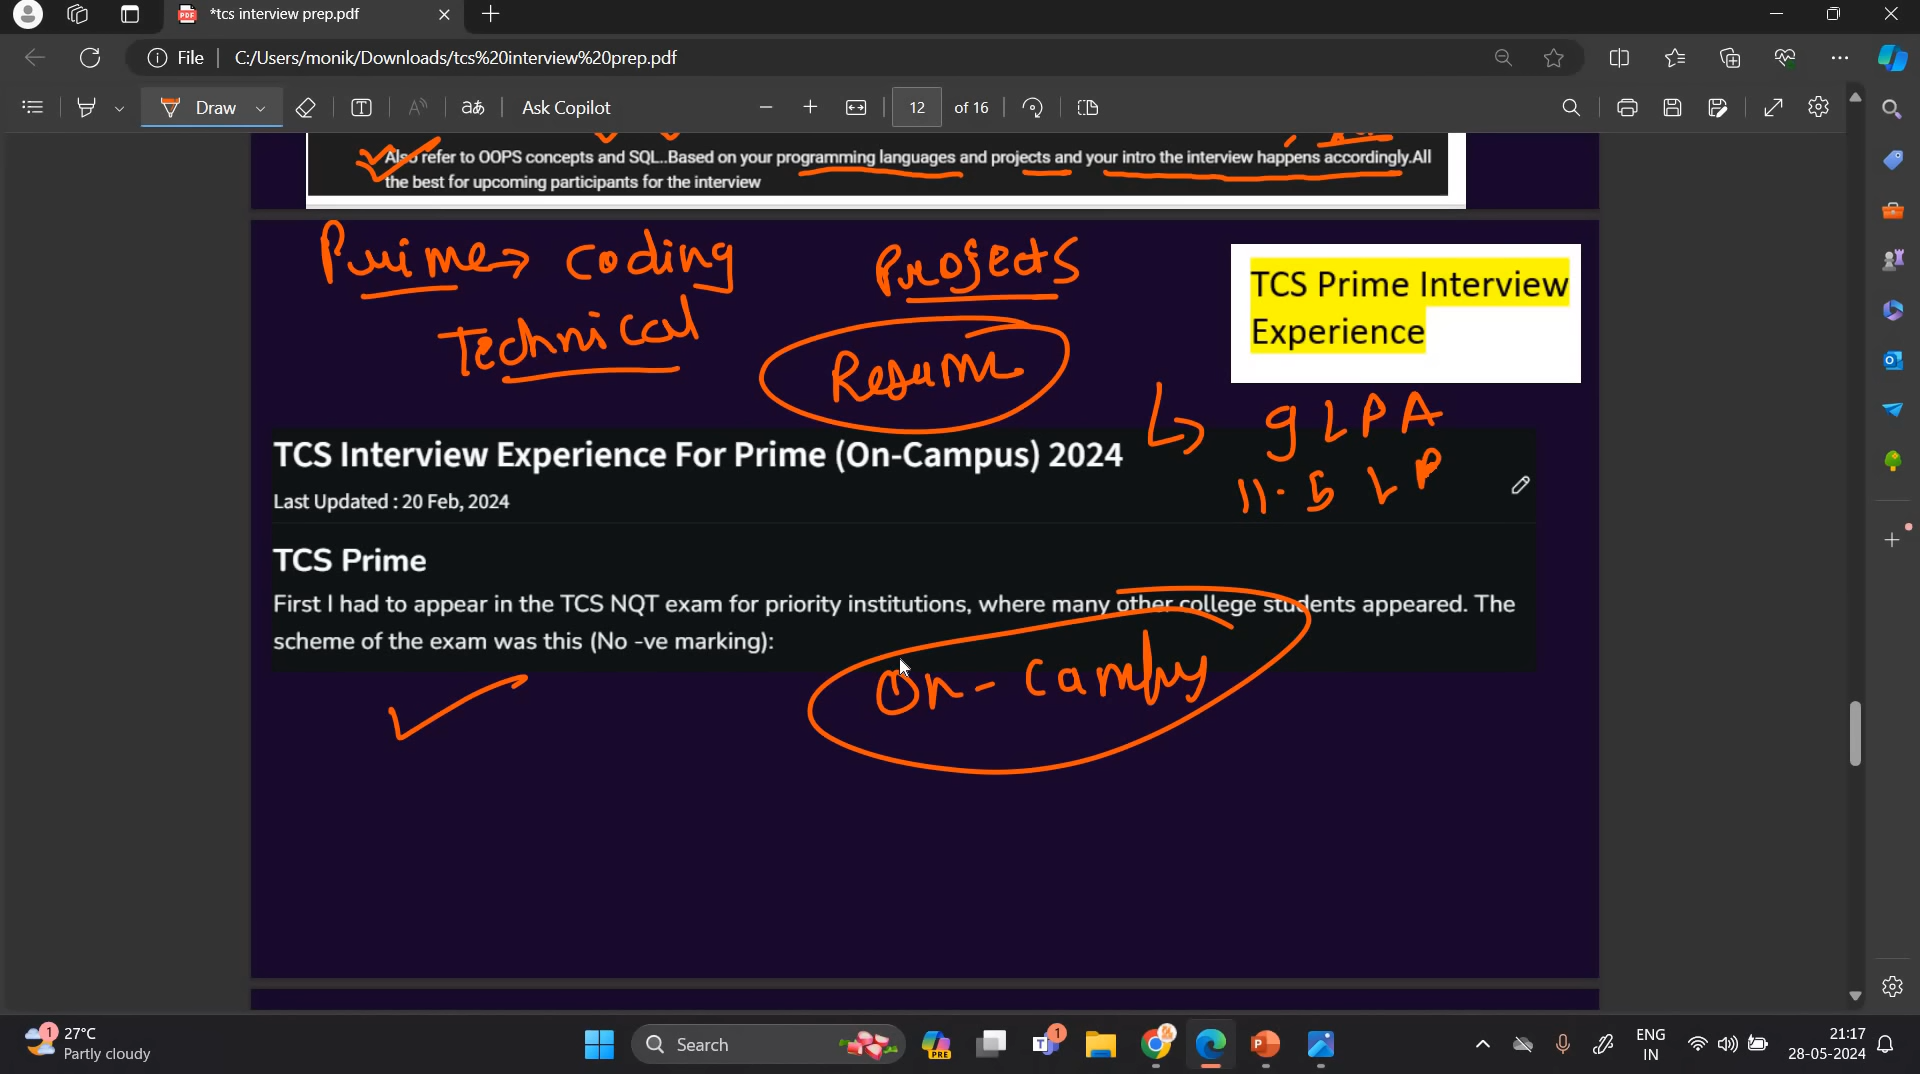 *tcs interview prep.pdf
File
C:/Users/monik/Downloads/tcs%20interview%20prep.pdf
Draw
aあ
Ask Copilot
12 of 16
Also refer to OOPS concepts and SQL..Based on your programming languages and projects and your intro the interview happens accordingly.All
the best for upcoming participants for the interview
Prime → Coding
Technical
Projects
Resume
TCS Prime Interview
Experience
9 LPA
11.5 LP
TCS Interview Experience For Prime (On-Campus) 2024
Last Updated : 20 Feb, 2024
TCS Prime
First I had to appear in the TCS NQT exam for priority institutions, where many other college students appeared. The
scheme of the exam was this (No -ve marking):
On-Campus
1
27°C
Partly cloudy
Search
PRE
1
ENG
IN
21:17
28-05-2024